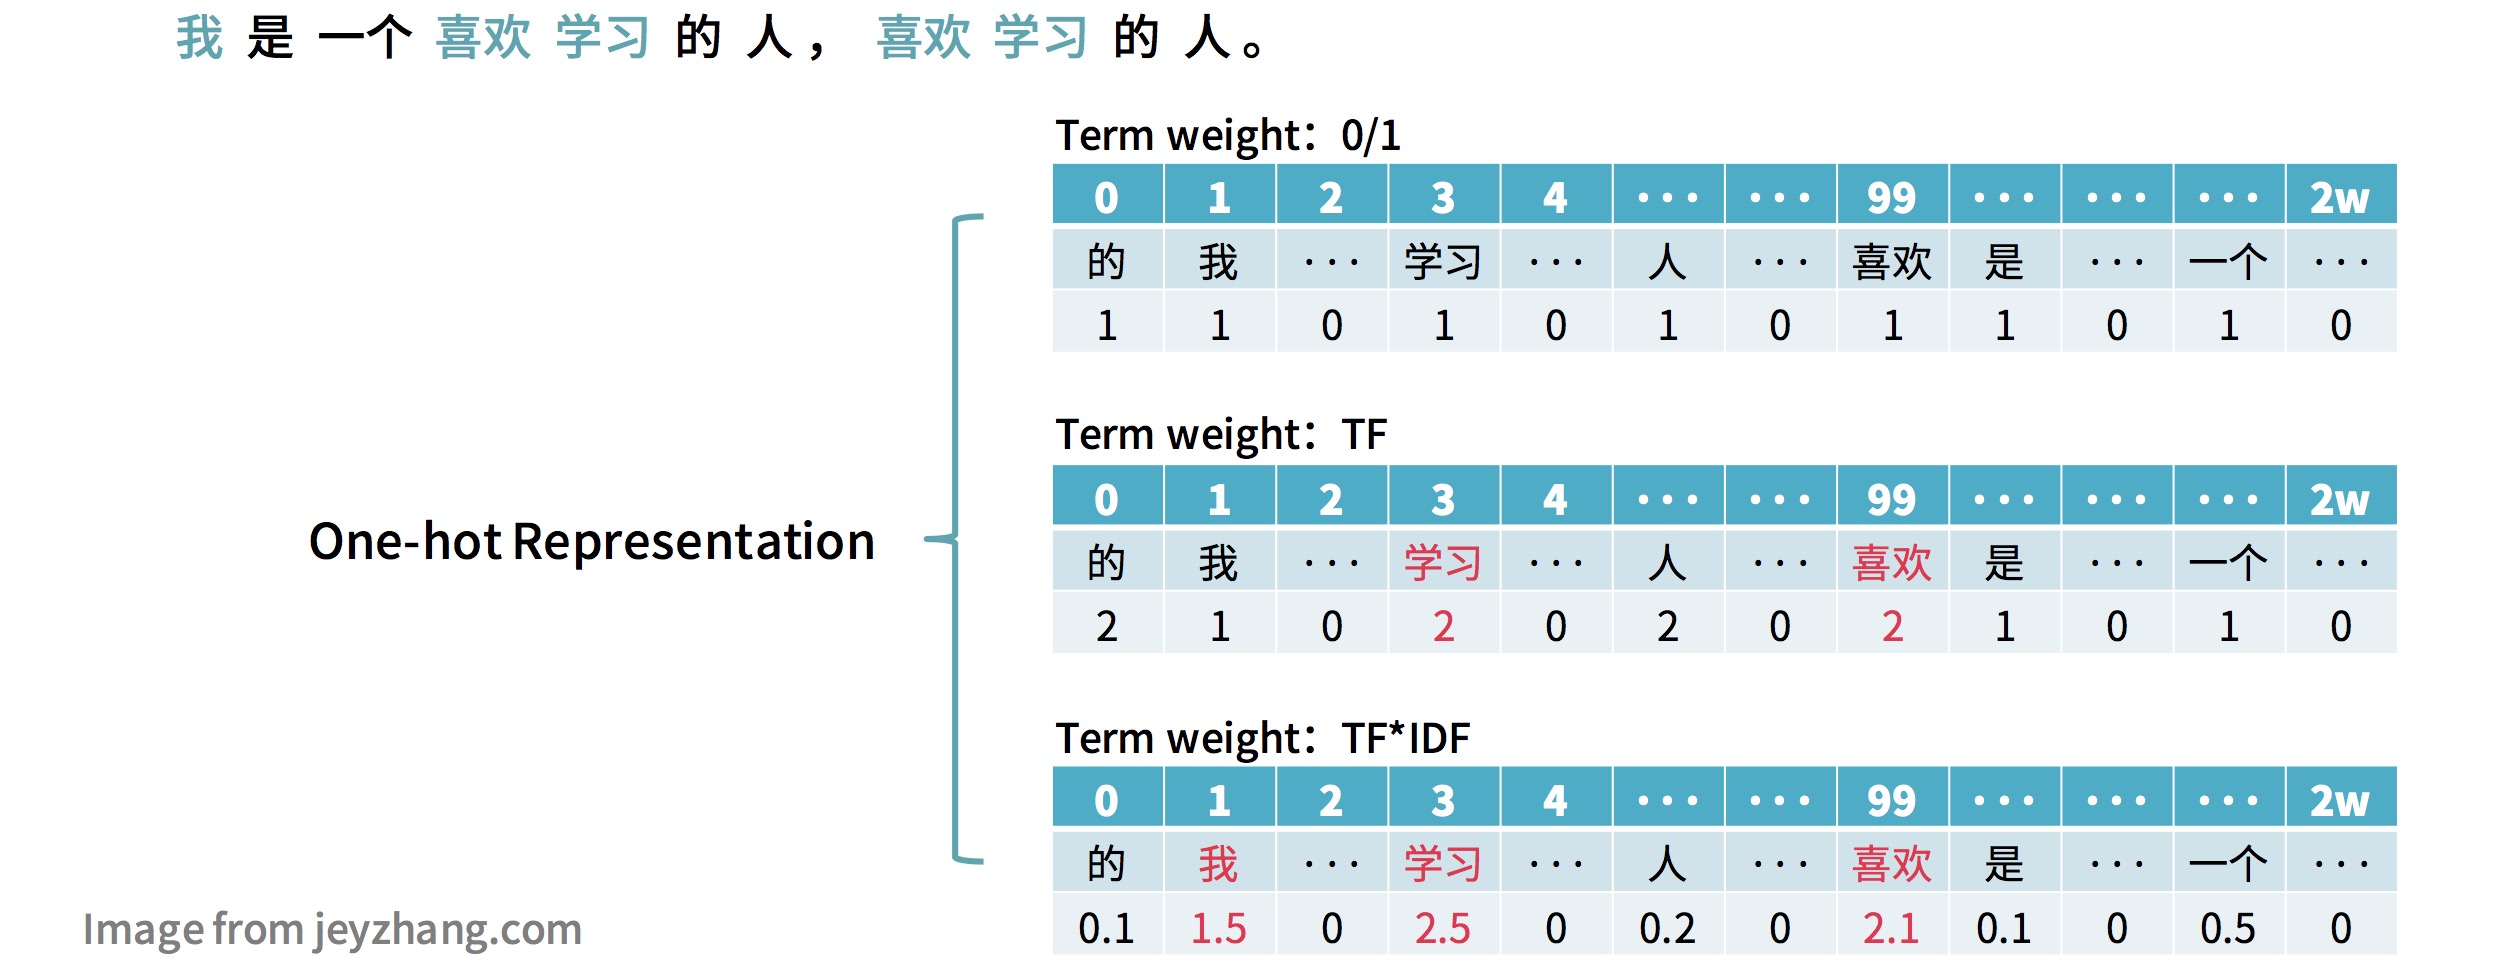 我 是 一个 喜欢 学习 的 人， 喜欢 学习 的 人。
Term weight：0/1
0 1 2 3 4 ··· ··· 99 ··· ··· ··· 2w
的 我 ··· 学习 ··· 人 ··· 喜欢 是 ··· 一个 ···
1 1 0 1 0 1 0 1 1 0 1 0
Term weight：TF
0 1 2 3 4 ··· ··· 99 ··· ··· ··· 2w
的 我 ··· 学习 ··· 人 ··· 喜欢 是 ··· 一个 ···
2 1 0 2 0 2 0 2 1 0 1 0
One-hot Representation
Term weight：TF*IDF
0 1 2 3 4 ··· ··· 99 ··· ··· ··· 2w
的 我 ··· 学习 ··· 人 ··· 喜欢 是 ··· 一个 ···
0.1 1.5 0 2.5 0 0.2 0 2.1 0.1 0 0.5 0
Image from jeyzhang.com